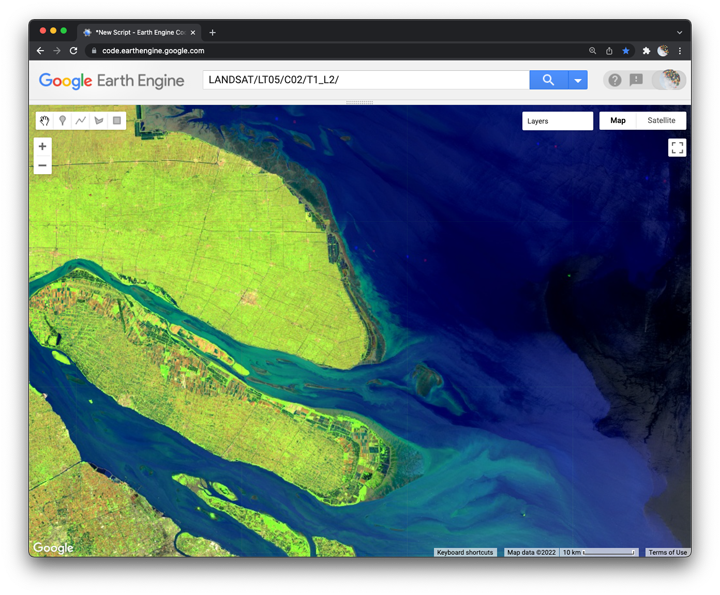 *New Script - Earth Engine Co
code.earthengine.google.com
Google Earth Engine
LANDSAT/LT05/C02/T1_L2/
Layers
Map Satellite
Google
Keyboard shortcuts Map data ©2022 10 km Terms of Use